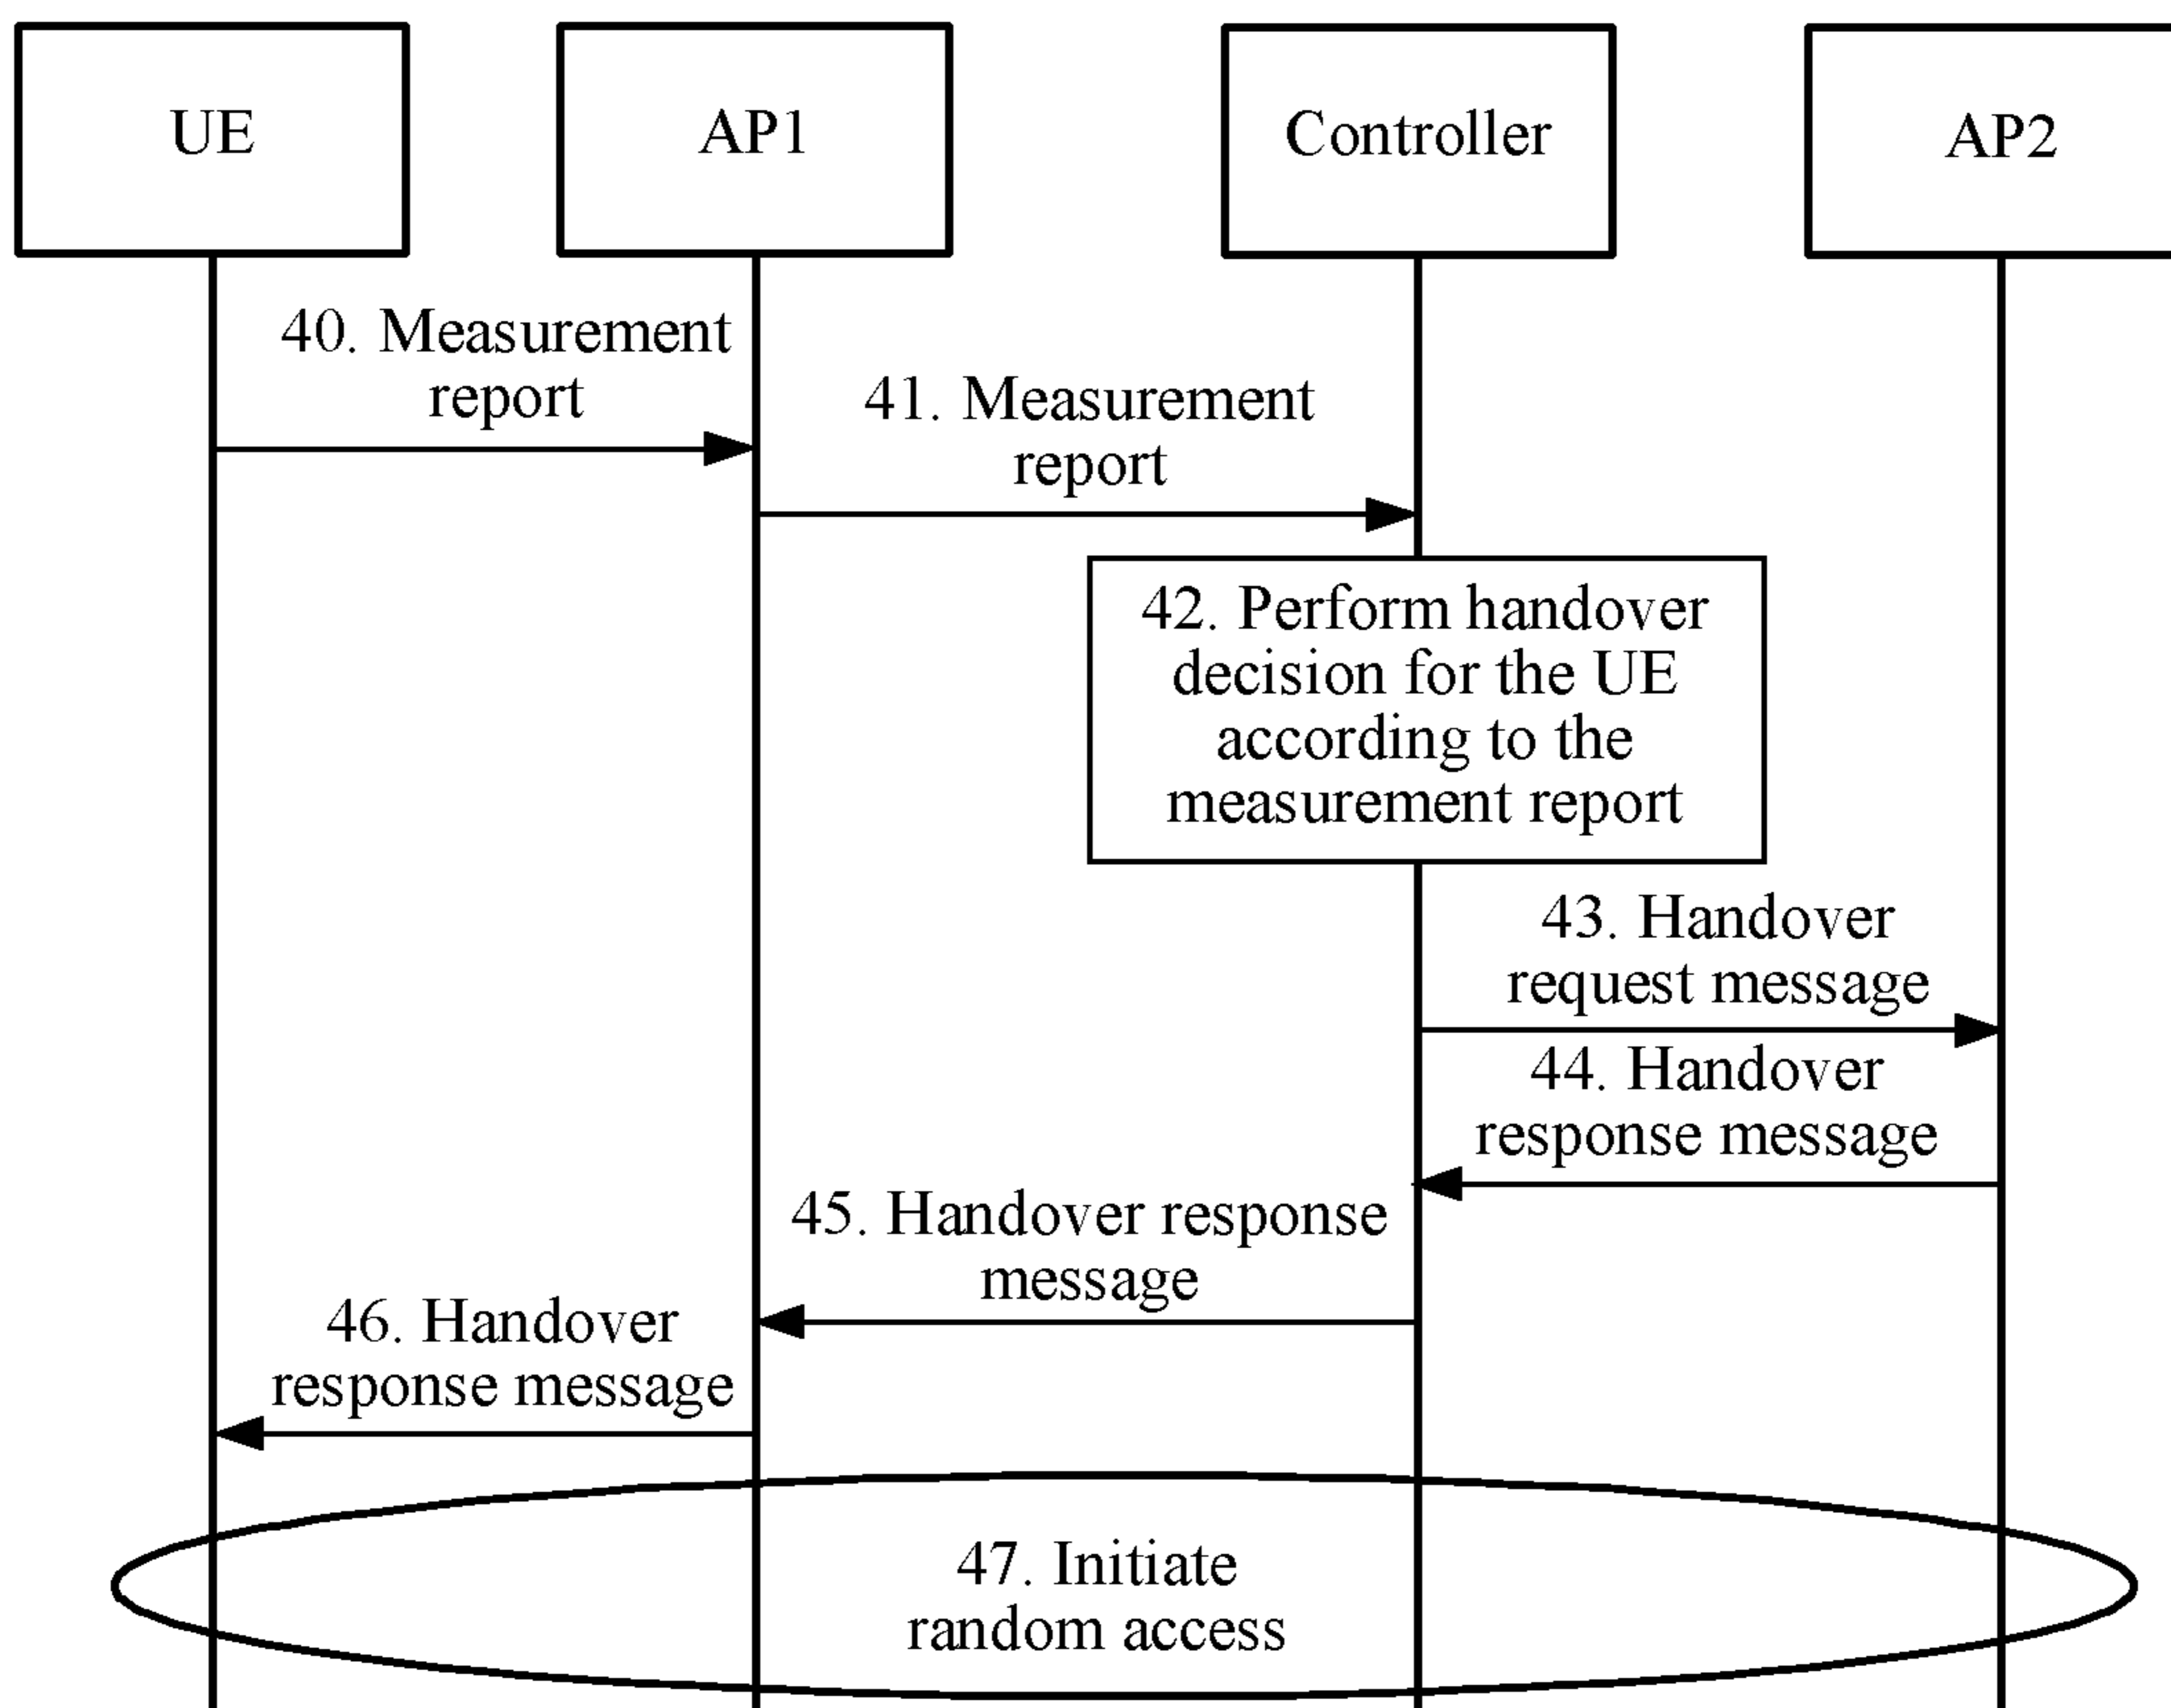 UE
AP1
Controller
AP2
40. Measurement
report
41. Measurement
report
42. Perform handover
decision for the UE
according to the
measurement report
43. Handover
request message
44. Handover
response message
45. Handover response
message
46. Handover
response message
47. Initiate
random access